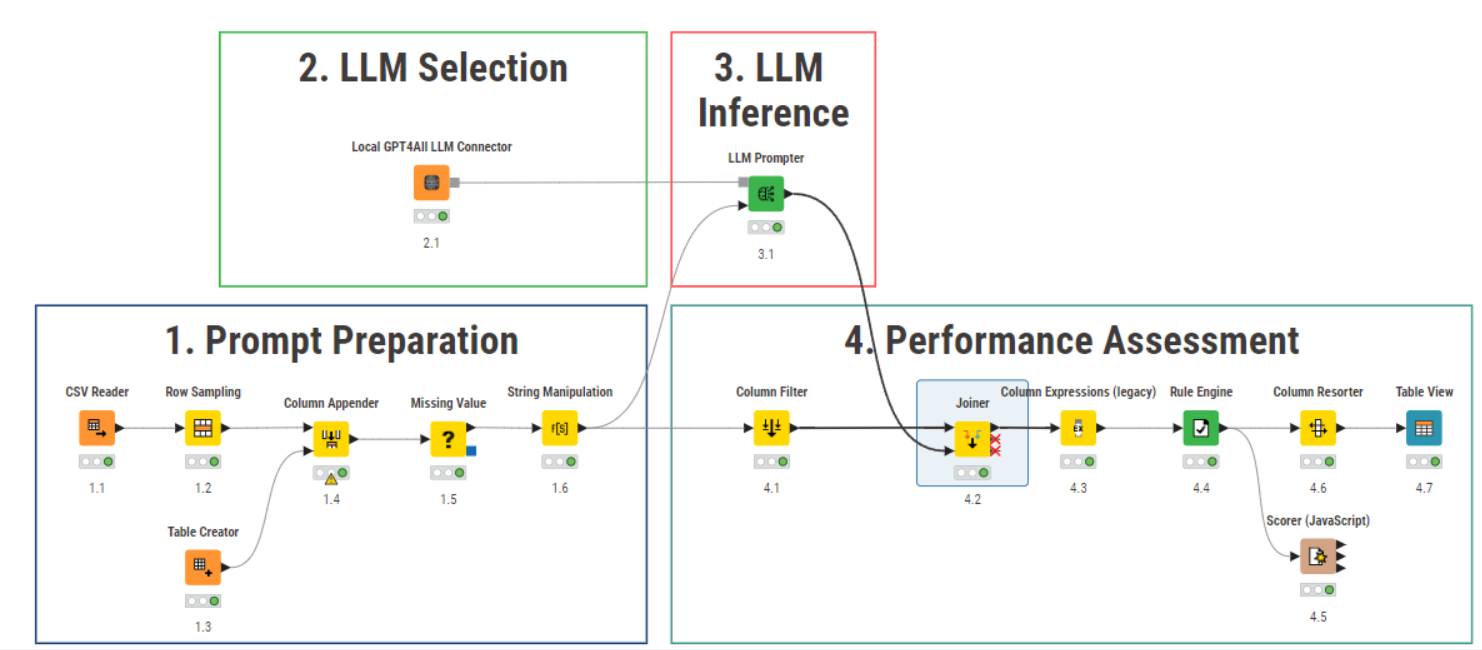 2. LLM Selection
3. LLM
Inference
Local GPT4All LLM Connector
2.1
LLM Prompter
3.1
1. Prompt Preparation
CSV Reader
1.1
Row Sampling
1.2
Column Appender
1.4
Missing Value
?
1.5
String Manipulation
f[S]
1.6
Table Creator
1.3
4. Performance Assessment
Column Filter
4.1
Joiner
4.2
Column Expressions (legacy)
EX
4.3
Rule Engine
4.4
Column Resorter
4.6
Table View
4.7
Scorer (JavaScript)
4.5